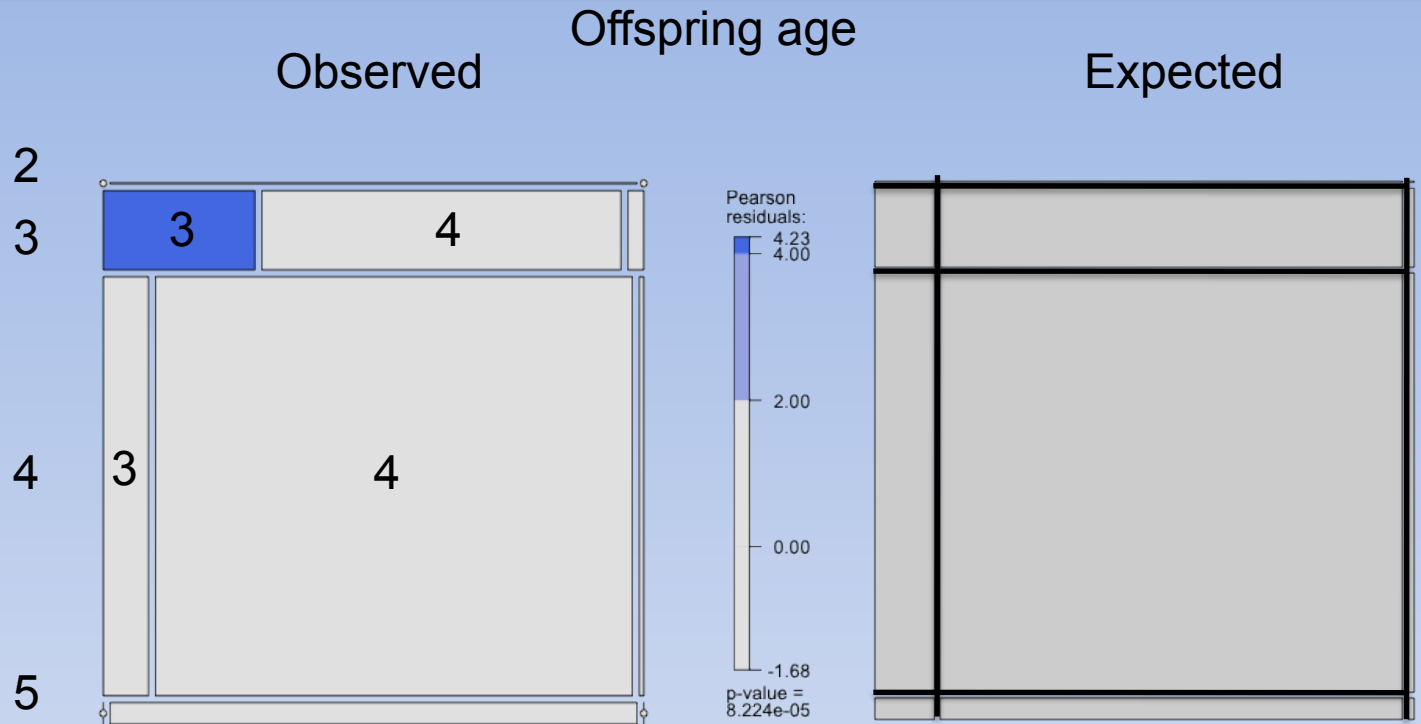 Offspring age
Observed
Expected
2
3
3
4
4
3
4
5
Pearson
residuals:
4.23
4.00
2.00
0.00
-1.68
p-value =
8.224e-05